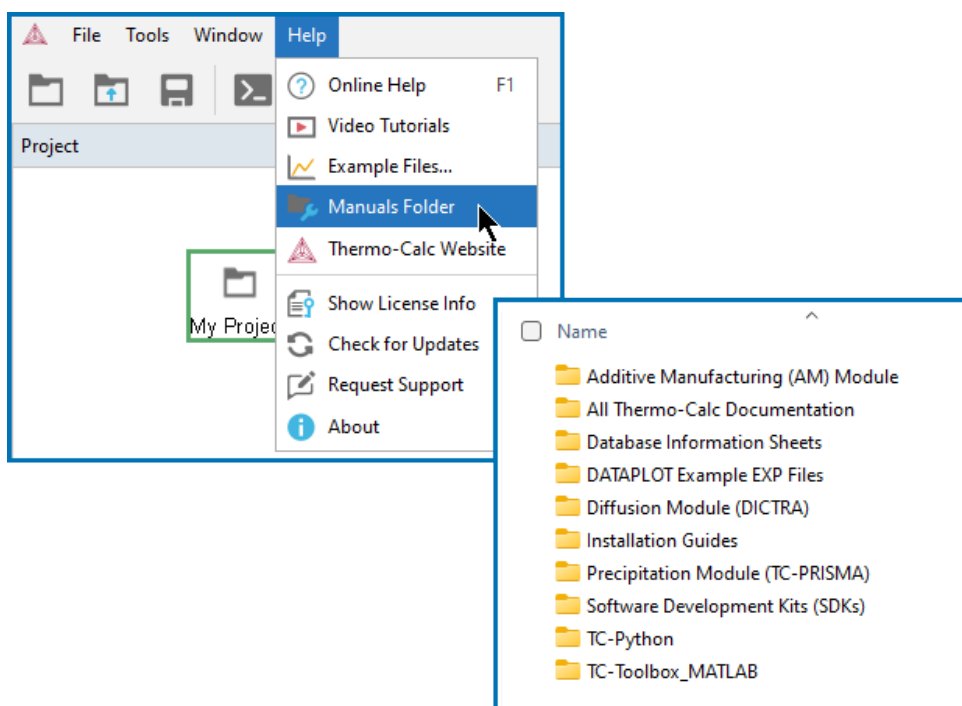 File Tools Window Help
Project
Online Help F1
Video Tutorials
Example Files...
Manuals Folder
Thermo-Calc Website
Show License Info
Check for Updates
Request Support
About
My Projec
Name
Additive Manufacturing (AM) Module
All Thermo-Calc Documentation
Database Information Sheets
DATAPLOT Example EXP Files
Diffusion Module (DICTRA)
Installation Guides
Precipitation Module (TC-PRISMA)
Software Development Kits (SDKs)
TC-Python
TC-Toolbox_MATLAB